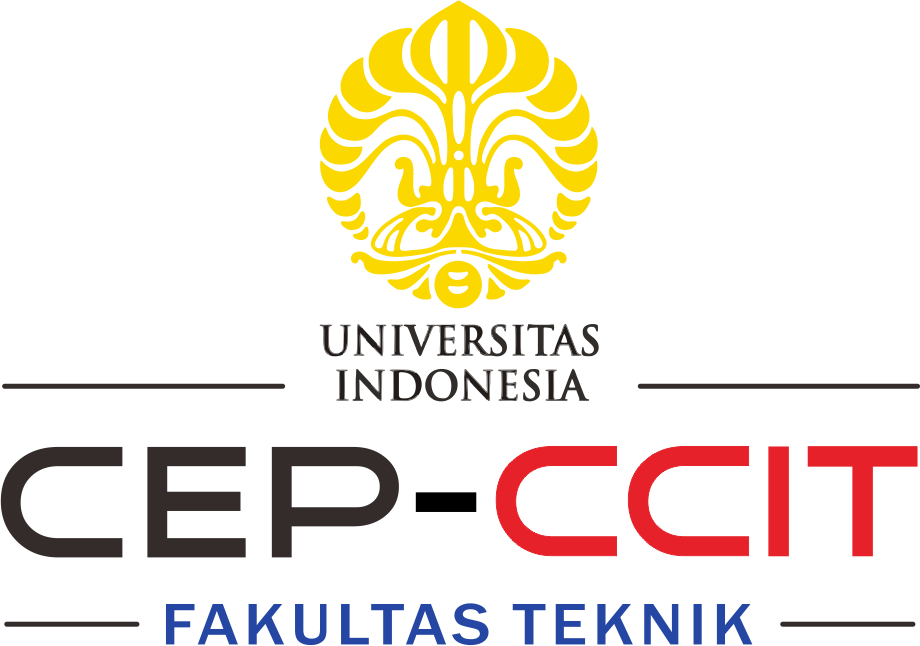 UNIVERSITAS
INDONESIA
CEP-CCIT
FAKULTAS TEKNIK